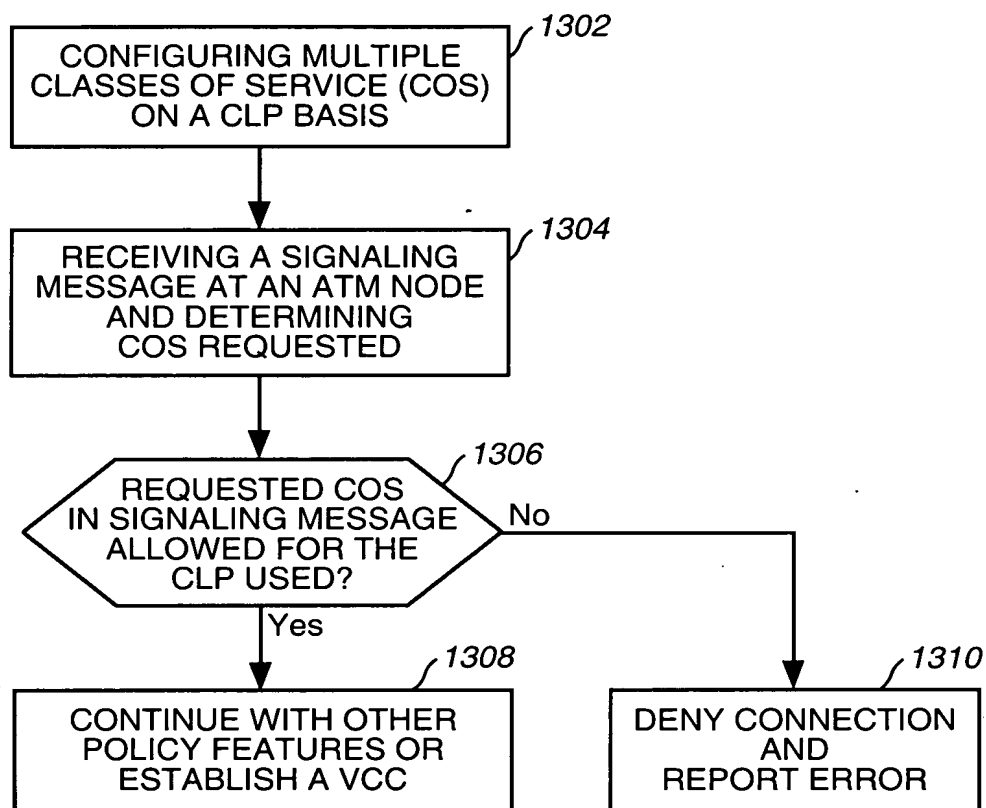 1302
CONFIGURING MULTIPLE
CLASSES OF SERVICE (COS)
ON A CLP BASIS
1304
RECEIVING A SIGNALING
MESSAGE AT AN ATM NODE
AND DETERMINING
COS REQUESTED
1306
REQUESTED COS
IN SIGNALING MESSAGE
ALLOWED FOR THE
CLP USED?
No
Yes
1308
CONTINUE WITH OTHER
POLICY FEATURES OR
ESTABLISH A VCC
1310
DENY CONNECTION
AND
REPORT ERROR